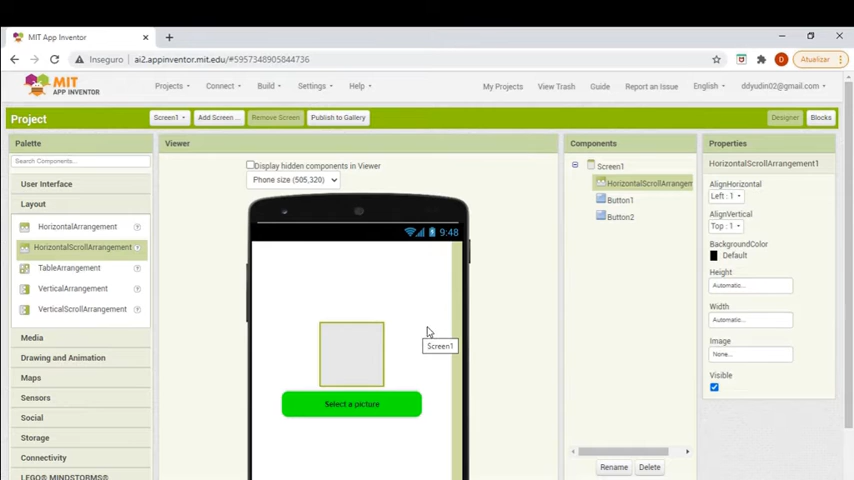 MIT App Inventor
Inseguro
ai2.appinventor.mit.edu/#5957348905844736
D
Atualizar
MIT
APP INVENTOR
Projects
Connect
Build
Settings
Help
My Projects
View Trash
Guide
Report an Issue
English
ddyudin02@gmail.com
Project
Screen1
Add Screen ...
Remove Screen
Publish to Gallery
Designer
Blocks
Palette
Viewer
Components
Properties
Search Components...
Display hidden components in Viewer
Phone size (505,320)
User Interface
Layout
HorizontalArrangement
HorizontalScrollArrangement
TableArrangement
VerticalArrangement
VerticalScrollArrangement
Media
Drawing and Animation
Maps
Sensors
Social
Storage
Connectivity
LEGO® MINDSTORMS®
9:48
Select a picture
Screen1
Screen1
HorizontalScrollArrangem
Button1
Button2
Rename
Delete
HorizontalScrollArrangement1
AlignHorizontal
Left : 1
AlignVertical
Top : 1
BackgroundColor
Default
Height
Automatic...
Width
Automatic...
Image
None...
Visible